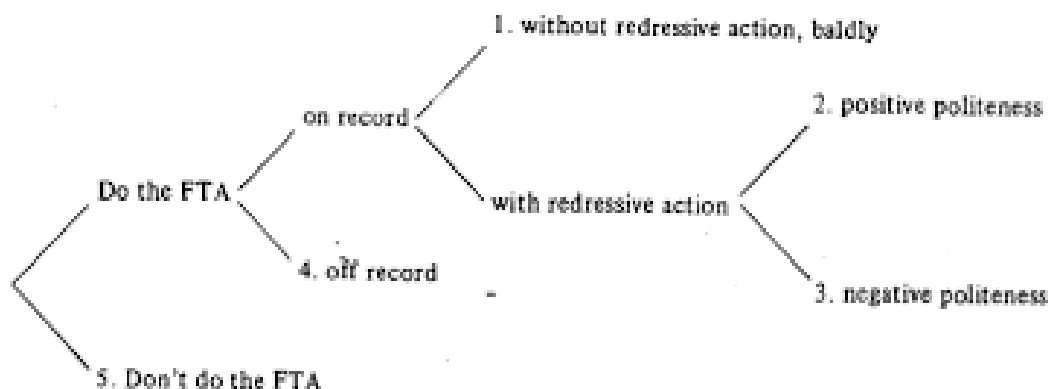 1. without redressive action, baldly
on record
2. positive politeness
Do the FTA
with redressive action
4. off record
3. negative politeness
5. Don't do the FTA